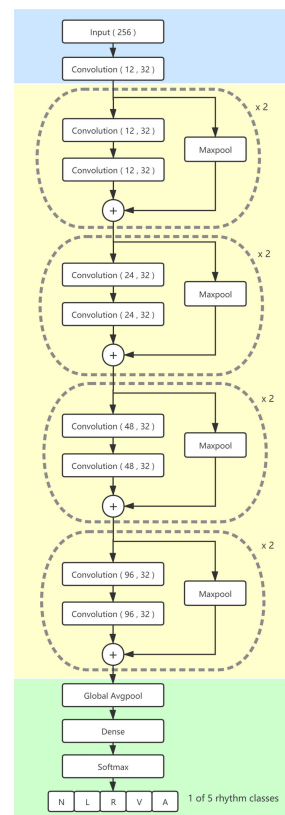 Input ( 256 )
Convolution ( 12 , 32 )
x 2
Convolution ( 12 , 32 )
Maxpool
Convolution ( 12 , 32 )
+
x 2
Convolution ( 24 , 32 )
Maxpool
Convolution ( 24 , 32 )
+
x 2
Convolution ( 48 , 32 )
Maxpool
Convolution ( 48 , 32 )
+
x 2
Convolution ( 96 , 32 )
Maxpool
Convolution ( 96 , 32 )
+
Global Avgpool
Dense
Softmax
N L R V A 1 of 5 rhythm classes